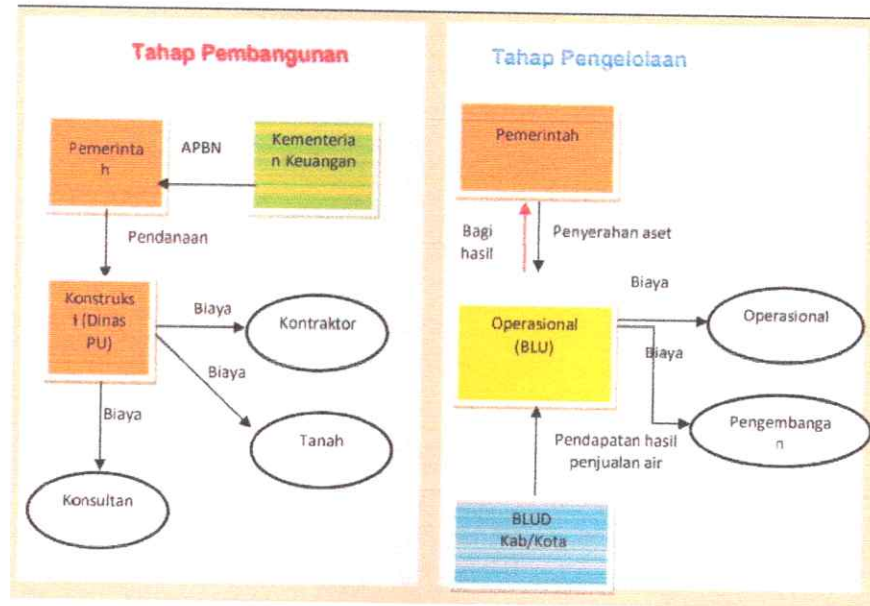 Tahap Pembangunan
Pemerinta
h
APBN
Kementeria
n Keuangan
Pendanaan
Konstruks
i (Dinas
PU)
Biaya
Kontraktor
Biaya
Tanah
Biaya
Konsultan
Tahap Pengelolaan
Pemerintah
Bagi
hasil
Penyerahan aset
Operasional
(BLU)
Biaya
Operasional
Biaya
Pengembanga
n
Pendapatan hasil
penjualan air
BLUD
Kab/Kota